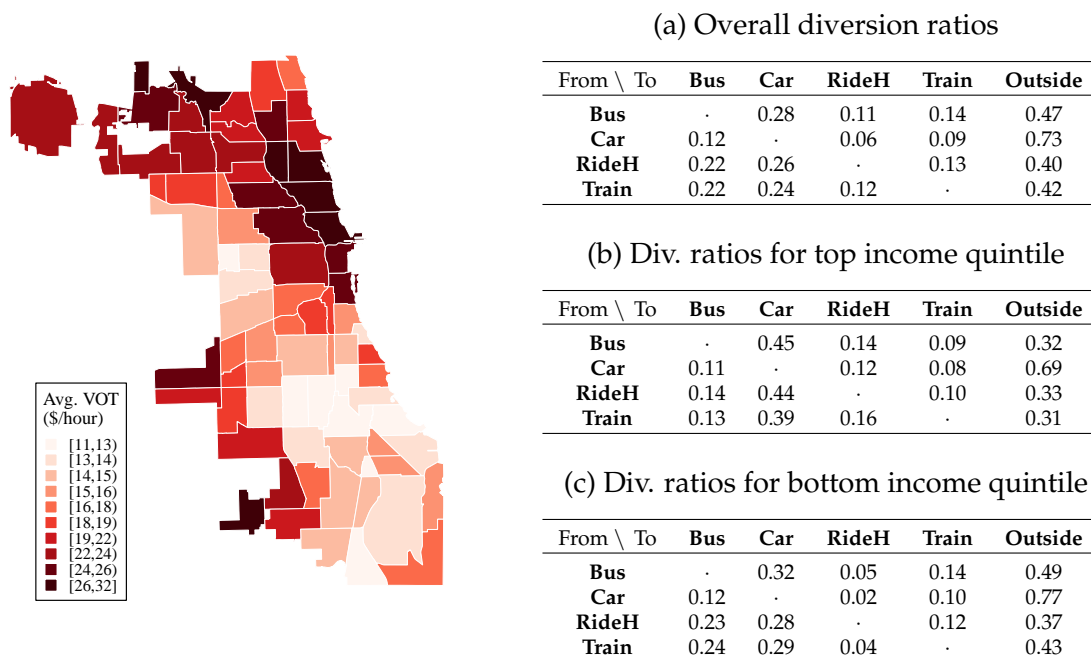 Avg. VOT
($/hour)
[11,13)
[13,14)
[14,15)
[15,16)
[16,18)
[18,19)
[19,22)
[22,24)
[24,26)
[26,32]
(a) Overall diversion ratios
From \ To Bus Car RideH Train Outside
Bus · 0.28 0.11 0.14 0.47
Car 0.12 · 0.06 0.09 0.73
RideH 0.22 0.26 · 0.13 0.40
Train 0.22 0.24 0.12 · 0.42
(b) Div. ratios for top income quintile
From \ To Bus Car RideH Train Outside
Bus · 0.45 0.14 0.09 0.32
Car 0.11 · 0.12 0.08 0.69
RideH 0.14 0.44 · 0.10 0.33
Train 0.13 0.39 0.16 · 0.31
(c) Div. ratios for bottom income quintile
From \ To Bus Car RideH Train Outside
Bus · 0.32 0.05 0.14 0.49
Car 0.12 · 0.02 0.10 0.77
RideH 0.23 0.28 · 0.12 0.37
Train 0.24 0.29 0.04 · 0.43